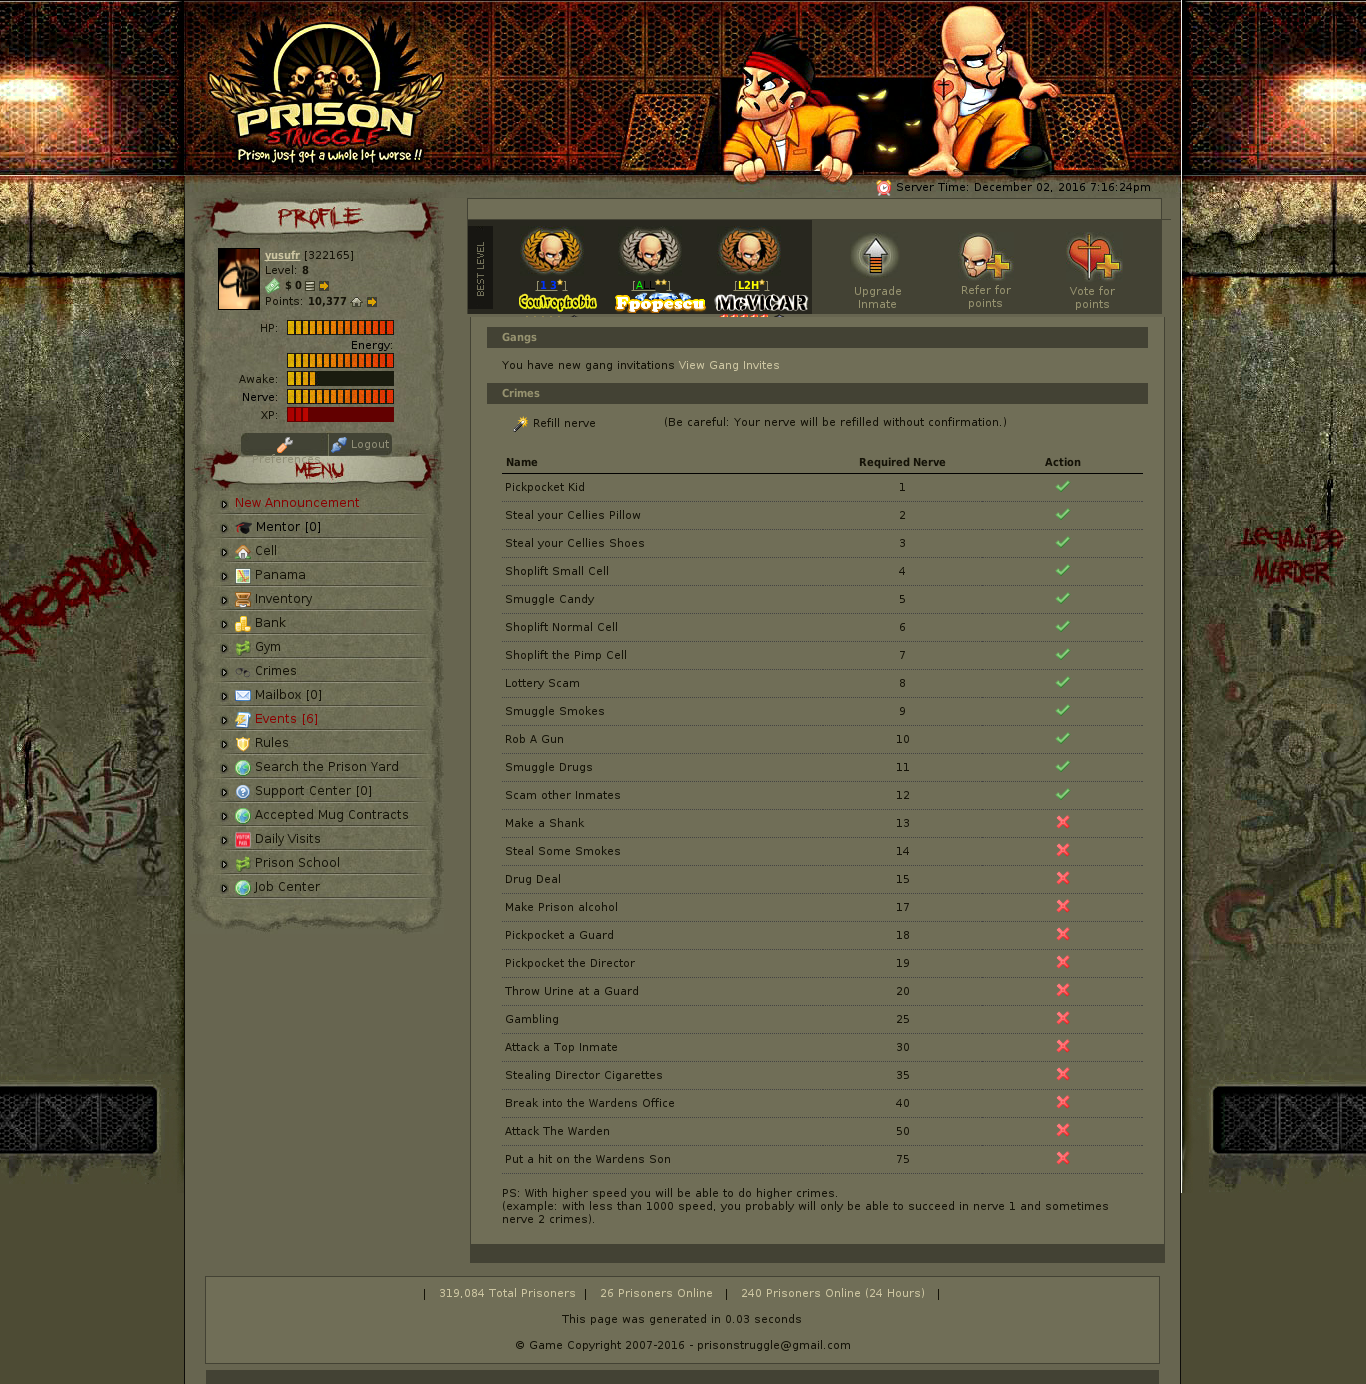 PRISON
STRUGGLE
Prison just got a whole lot worse !!
Server Time: December 02, 2016 7:16:24pm
PROFILE
yusufr [322165]
Level: 8
$ 0
Points: 10,377
HP:
Energy:
Awake:
Nerve:
XP:
Preferences
Logout
MENU
New Announcement
Mentor [0]
Cell
Panama
Inventory
Bank
Gym
Crimes
Mailbox [0]
Events [6]
Rules
Search the Prison Yard
Support Center [0]
Accepted Mug Contracts
Daily Visits
Prison School
Job Center
BEST LEVEL
Controphobia
Fpopescu
[L2H*]
McVICAR
Upgrade Inmate
Refer for points
Vote for points
Gangs
You have new gang invitations View Gang Invites
Crimes
Refill nerve (Be careful: Your nerve will be refilled without confirmation.)
Name Required Nerve Action
Pickpocket Kid 1
Steal your Cellies Pillow 2
Steal your Cellies Shoes 3
Shoplift Small Cell 4
Smuggle Candy 5
Shoplift Normal Cell 6
Shoplift the Pimp Cell 7
Lottery Scam 8
Smuggle Smokes 9
Rob A Gun 10
Smuggle Drugs 11
Scam other Inmates 12
Make a Shank 13
Steal Some Smokes 14
Drug Deal 15
Make Prison alcohol 17
Pickpocket a Guard 18
Pickpocket the Director 19
Throw Urine at a Guard 20
Gambling 25
Attack a Top Inmate 30
Stealing Director Cigarettes 35
Break into the Wardens Office 40
Attack The Warden 50
Put a hit on the Wardens Son 75
PS: With higher speed you will be able to do higher crimes.
(example: with less than 1000 speed, you probably will only be able to succeed in nerve 1 and sometimes
nerve 2 crimes).
FREEDOM
LEGALIZE
MURDER
| 319,084 Total Prisoners | 26 Prisoners Online | 240 Prisoners Online (24 Hours) |
This page was generated in 0.03 seconds
© Game Copyright 2007-2016 - prisonstruggle@gmail.com